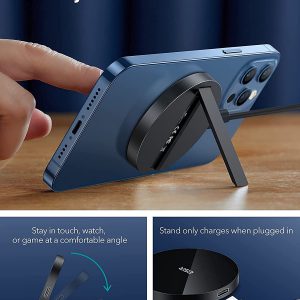 Stay in touch, watch,
or game at a comfortable angle
Stand only charges when plugged in